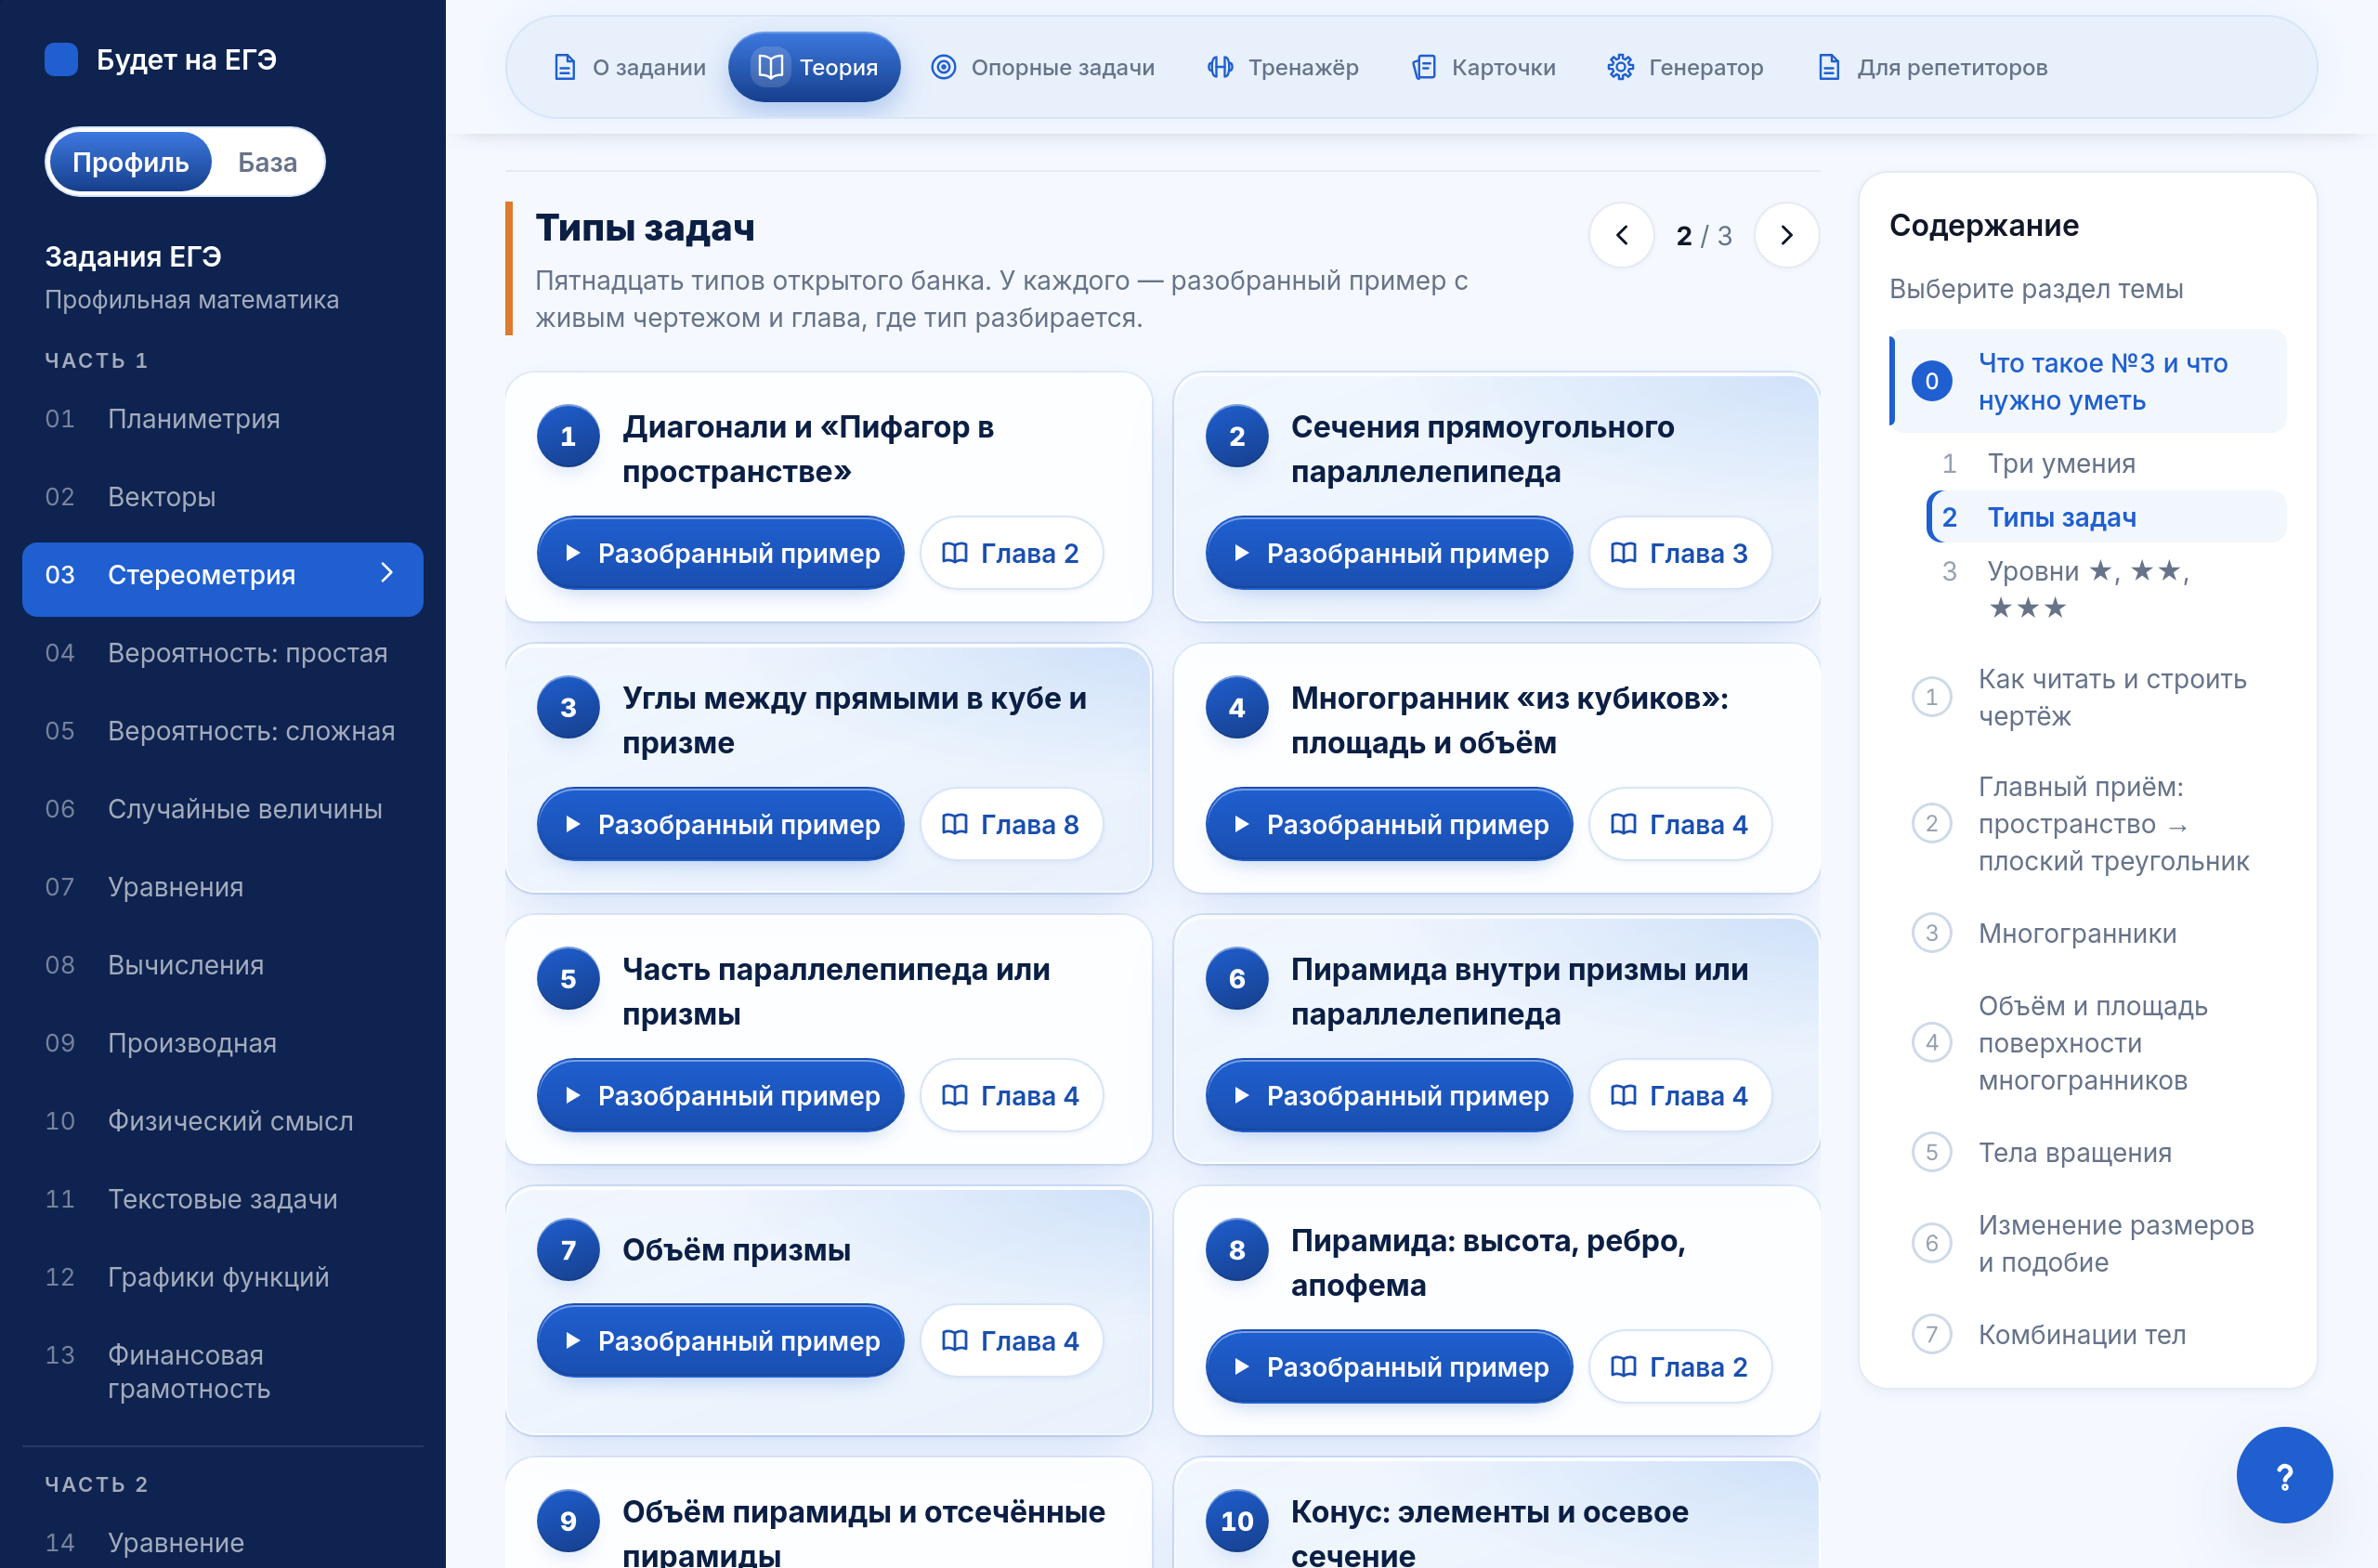 Будет на ЕГЭ
Профиль
База
Задания ЕГЭ
Профильная математика
ЧАСТЬ 1
01 Планиметрия
02 Векторы
03 Стереометрия
04 Вероятность: простая
05 Вероятность: сложная
06 Случайные величины
07 Уравнения
08 Вычисления
09 Производная
10 Физический смысл
11 Текстовые задачи
12 Графики функций
13 Финансовая
грамотность
ЧАСТЬ 2
14 Уравнение
О задании
Теория
Опорные задачи
Тренажёр
Карточки
Генератор
Для репетиторов
Типы задач
2 / 3
Пятнадцать типов открытого банка. У каждого — разобранный пример с
живым чертежом и глава, где тип разбирается.
1 Диагонали и «Пифагор в
пространстве»
Разобранный пример
Глава 2
2 Сечения прямоугольного
параллелепипеда
Разобранный пример
Глава 3
3 Углы между прямыми в кубе и
призме
Разобранный пример
Глава 8
4 Многогранник «из кубиков»:
площадь и объём
Разобранный пример
Глава 4
5 Часть параллелепипеда или
призмы
Разобранный пример
Глава 4
6 Пирамида внутри призмы или
параллелепипеда
Разобранный пример
Глава 4
7 Объём призмы
Разобранный пример
Глава 4
8 Пирамида: высота, ребро,
апофема
Разобранный пример
Глава 2
9 Объём пирамиды и отсечённые
пирамиды
10 Конус: элементы и осевое
сечение
Содержание
Выберите раздел темы
0 Что такое №3 и что
нужно уметь
1 Три умения
2 Типы задач
3 Уровни ★, ★★,
★★★
1 Как читать и строить
чертёж
2 Главный приём:
пространство →
плоский треугольник
3 Многогранники
4 Объём и площадь
поверхности
многогранников
5 Тела вращения
6 Изменение размеров
и подобие
7 Комбинации тел
?